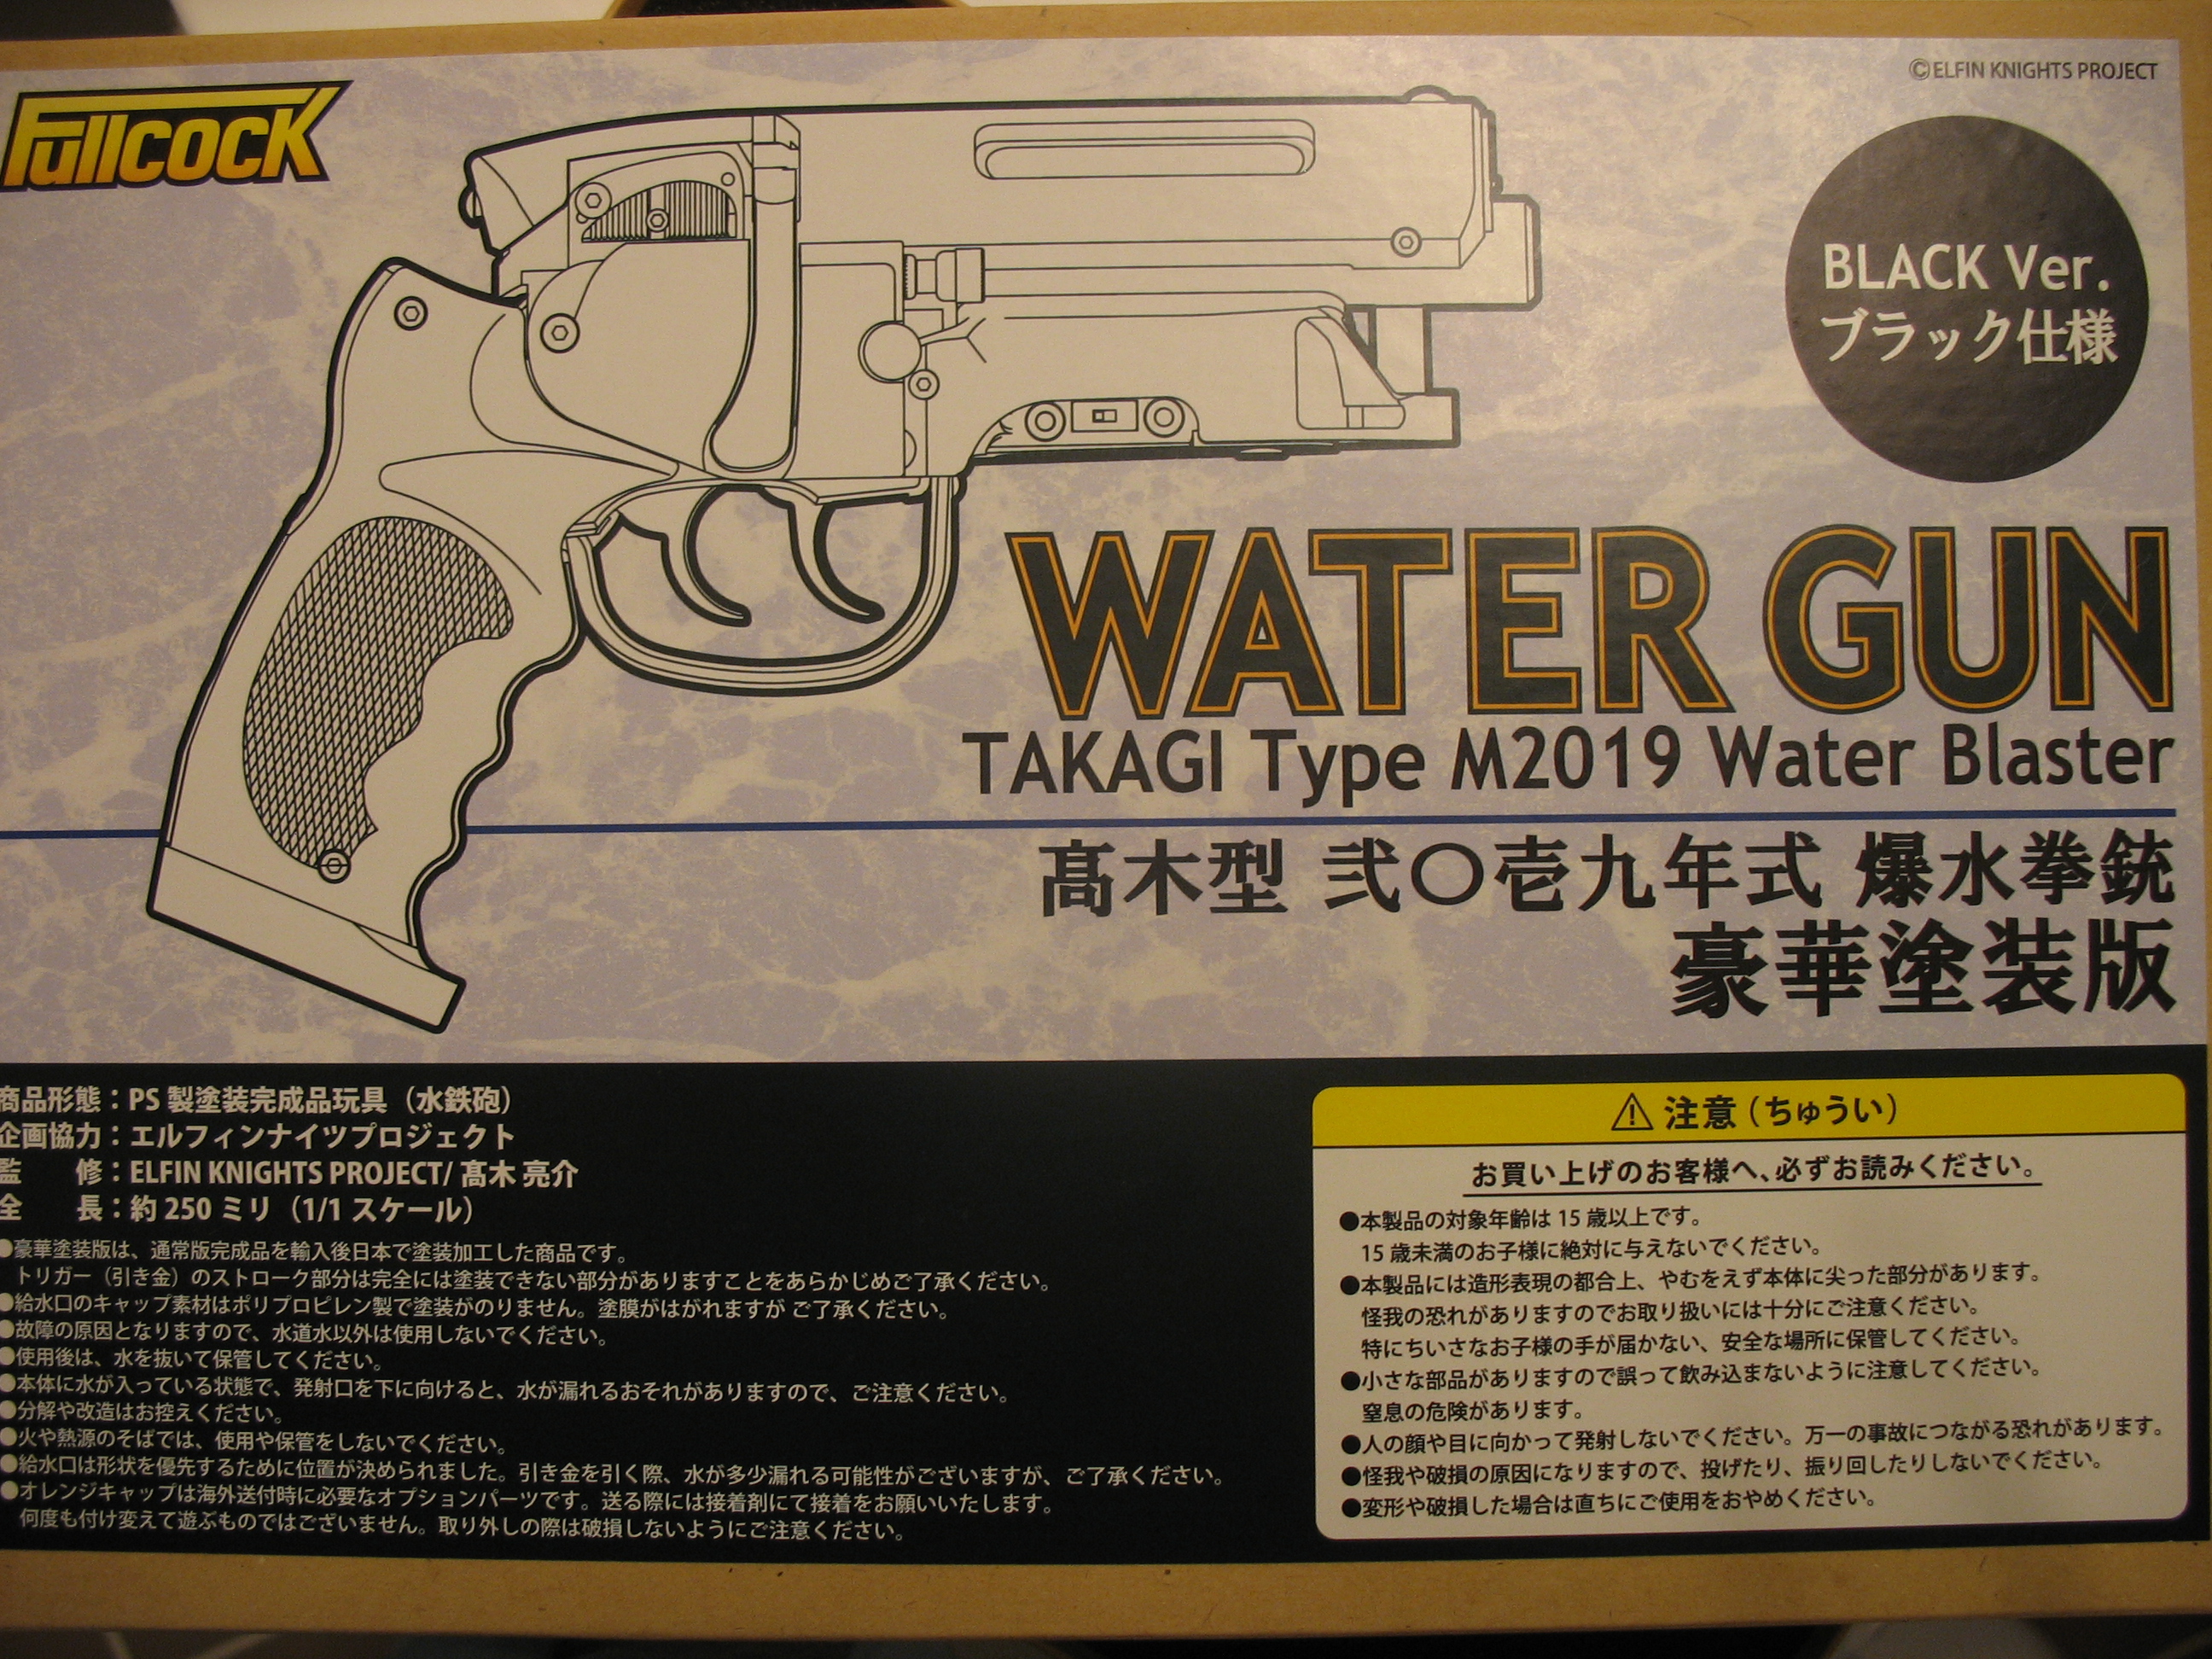 Fullcock
©ELFIN KNIGHTS PROJECT
BLACK Ver.
ブラック仕様
WATER GUN
TAKAGI Type M2019 Water Blaster
髙木型 弐〇壱九年式 爆水拳銃
豪華塗装版
商品形態：PS 製塗装完成品玩具（水鉄砲）
企画協力：エルフィンナイツプロジェクト
監　　修：ELFIN KNIGHTS PROJECT/ 髙木 亮介
全　　長：約 250 ミリ（1/1 スケール）
●豪華塗装版は、通常版完成品を輸入後日本で塗装加工した商品です。
トリガー（引き金）のストローク部分は完全には塗装できない部分がありますことをあらかじめご了承ください。
●給水口のキャップ素材はポリプロピレン製で塗装がのりません。塗膜がはがれますが ご了承ください。
●故障の原因となりますので、水道水以外は使用しないでください。
●使用後は、水を抜いて保管してください。
●本体に水が入っている状態で、発射口を下に向けると、水が漏れるおそれがありますので、ご注意ください。
●分解や改造はお控えください。
●火や熱源のそばでは、使用や保管をしないでください。
●給水口は形状を優先するために位置が決められました。引き金を引く際、水が多少漏れる可能性がございますが、ご了承ください。
●オレンジキャップは海外送付時に必要なオプションパーツです。送る際には接着剤にて接着をお願いいたします。
何度も付け変えて遊ぶものではございません。取り外しの際は破損しないようにご注意ください。
注意（ちゅうい）
お買い上げのお客様へ、必ずお読みください。
●本製品の対象年齢は 15 歳以上です。
15 歳未満のお子様に絶対に与えないでください。
●本製品には造形表現の都合上、やむをえず本体に尖った部分があります。
怪我の恐れがありますのでお取り扱いには十分にご注意ください。
特にちいさなお子様の手が届かない、安全な場所に保管してください。
●小さな部品がありますので誤って飲み込まないように注意してください。
窒息の危険があります。
●人の顔や目に向かって発射しないでください。万一の事故につながる恐れがあります。
●怪我や破損の原因になりますので、投げたり、振り回したりしないでください。
●変形や破損した場合は直ちにご使用をおやめください。